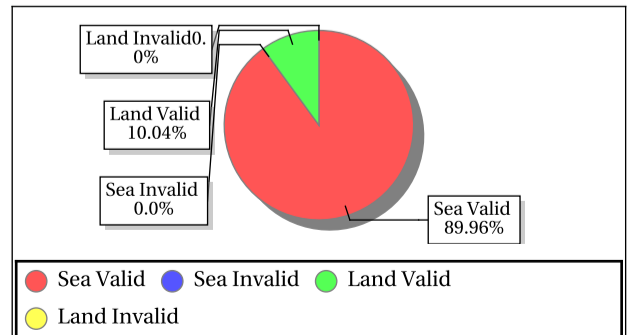 Land Invalid0.
0%
Land Valid
10.04%
Sea Invalid
0.0%
Sea Valid
89.96%
Sea Valid Sea Invalid Land Valid
Land Invalid